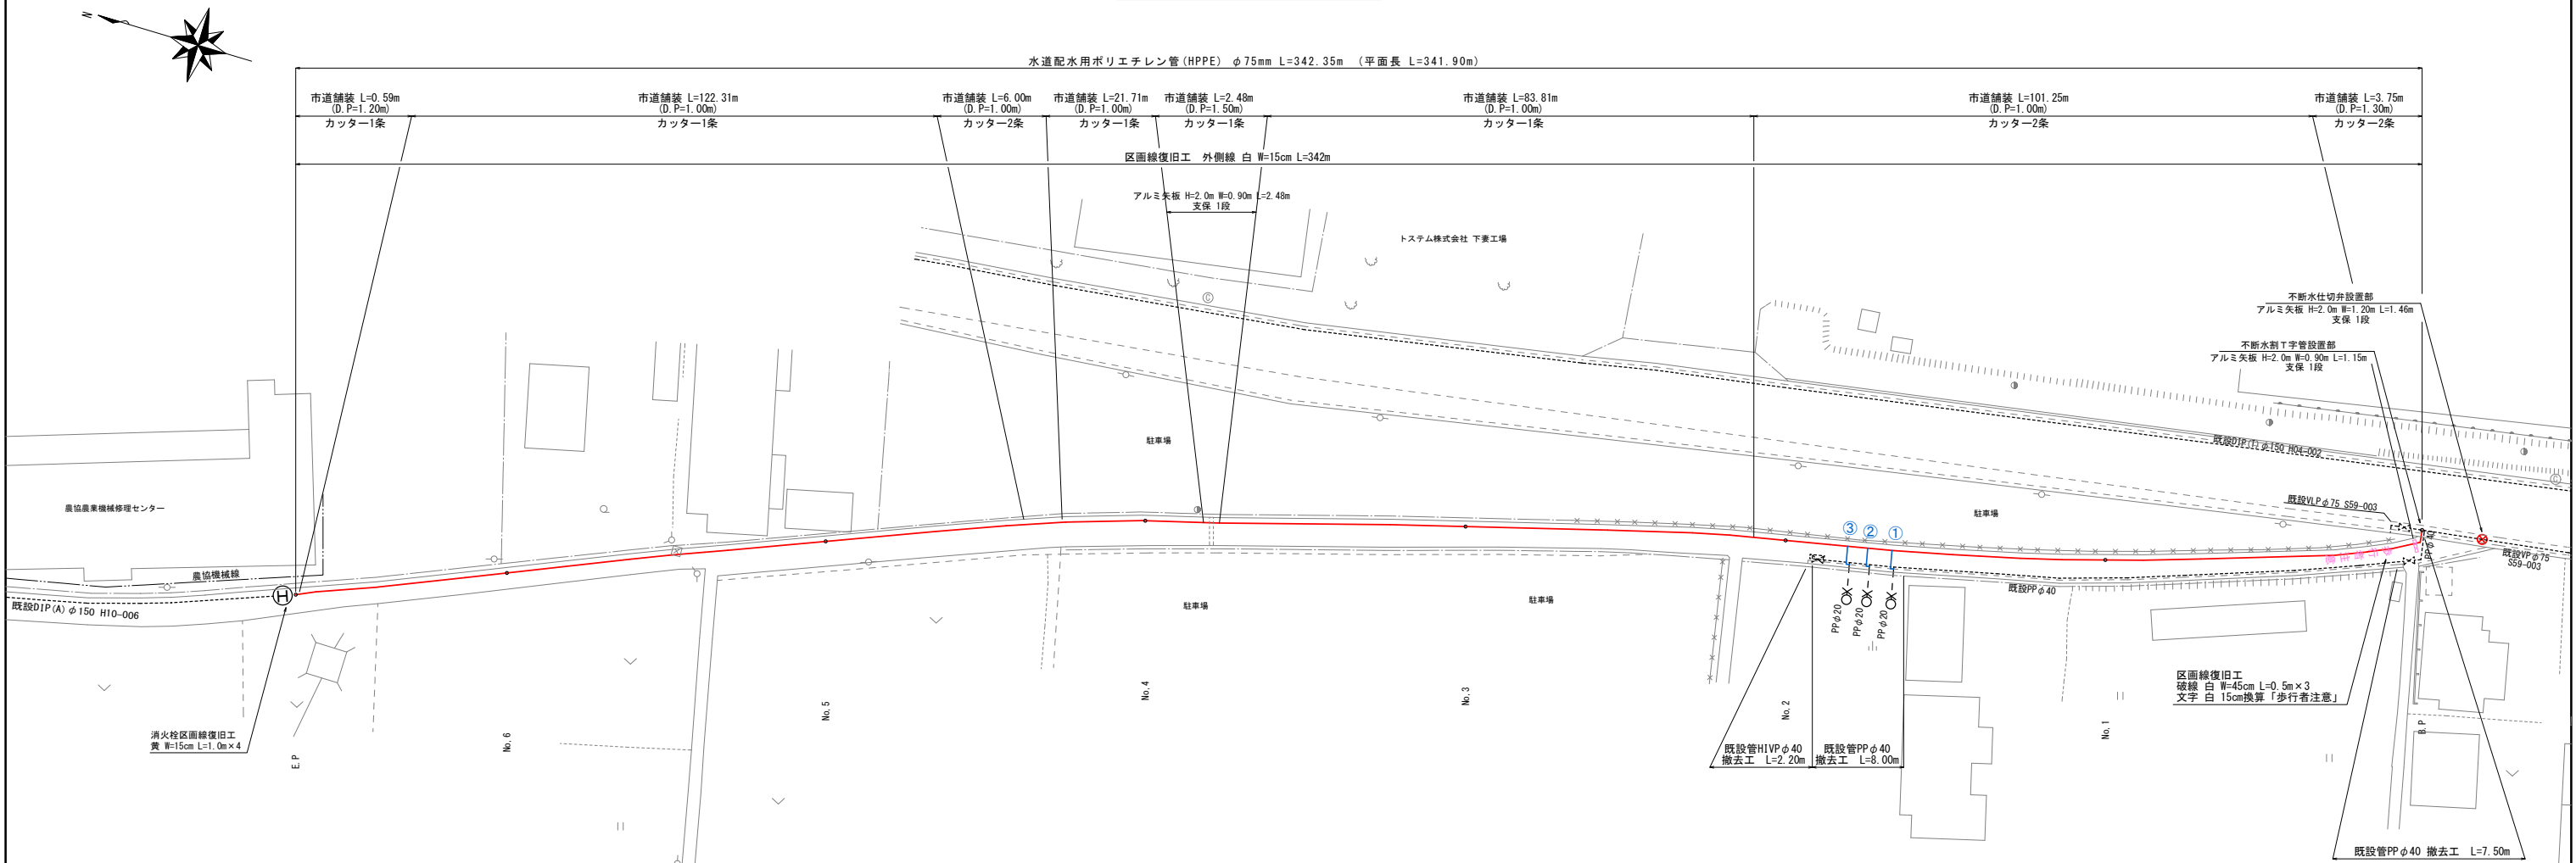 N
水道配水用ポリエチレン管(HPPE) φ75mm L=342.35m (平面長 L=341.90m)
市道舗装 L=0.59m
(D.P=1.20m)
カッター1条
市道舗装 L=122.31m
(D.P=1.00m)
カッター1条
市道舗装 L=6.00m
(D.P=1.00m)
カッター2条
市道舗装 L=21.71m
(D.P=1.00m)
カッター1条
市道舗装 L=2.48m
(D.P=1.50m)
カッター1条
市道舗装 L=83.81m
(D.P=1.00m)
カッター1条
市道舗装 L=101.25m
(D.P=1.00m)
カッター2条
市道舗装 L=3.75m
(D.P=1.30m)
カッター2条
区画線復旧工 外側線 白 W=15cm L=342m
アルミ矢板 H=2.0m W=0.90m L=2.48m
支保 1段
トステム株式会社 下妻工場
不断水仕切弁設置部
アルミ矢板 H=2.0m W=1.20m L=1.46m
支保 1段
不断水割T字管設置部
アルミ矢板 H=2.0m W=0.90m L=1.15m
支保 1段
既設DIP(T)φ150 H04-002
既設VLPφ75 S59-003
駐車場
駐車場
農協農業機械修理センター
農協機械線
既設DIP(A)φ150 H10-006
H
③ ② ①
PPφ20
PPφ20
PPφ20
既設PPφ40
PPφ40
既設VPφ75
S59-003
駐車場
駐車場
区画線復旧工
破線 白 W=45cm L=0.5m×3
文字 白 15cm換算「歩行者注意」
消火栓区画線復旧工
黄 W=15cm L=1.0m×4
E.P
No.6
No.5
No.4
No.3
No.2
No.1
B.P
既設管HIVPφ40
撤去工 L=2.20m
既設管PPφ40
撤去工 L=8.00m
既設管PPφ40 撤去工 L=7.50m